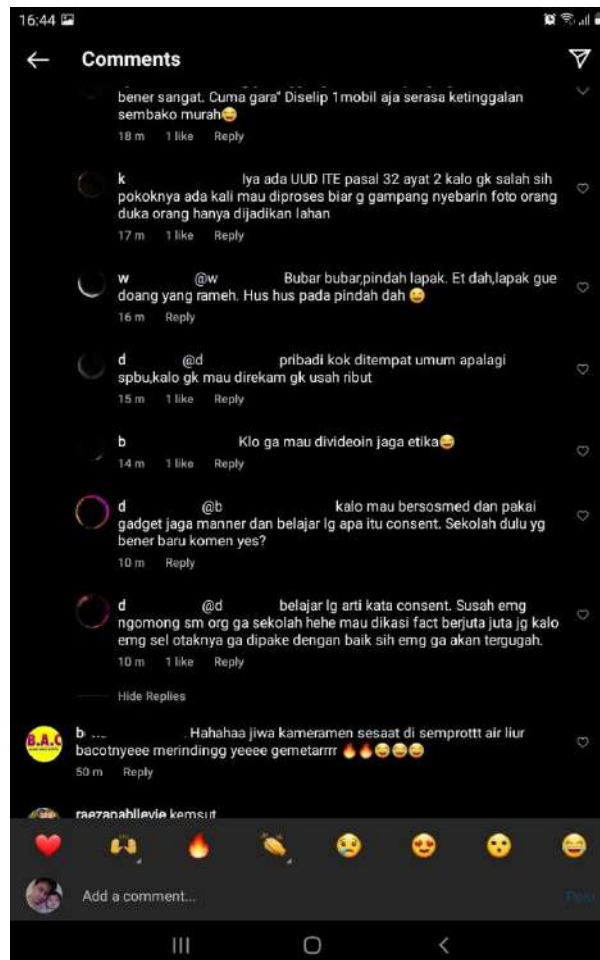 16:44
Comments
bener sangat. Cuma gara" Diselip 1mobil aja serasa ketinggalan
sembako murah😂
18 m 1 like Reply
k Iya ada UUD ITE pasal 32 ayat 2 kalo gk salah sih
pokoknya ada kali mau diproses biar g gampang nyebarin foto orang
duka orang hanya dijadikan lahan
17 m 1 like Reply
w @w Bubar bubar,pindah lapak. Et dah,lapak gue
doang yang rameh. Hus hus pada pindah dah 😄
16 m Reply
d @d pribadi kok ditempat umum apalagi
spbu,kalo gk mau direkam gk usah ribut
15 m 1 like Reply
b Klo ga mau divideoin jaga etika😂
14 m 1 like Reply
d @b kalo mau bersosmed dan pakai
gadget jaga manner dan belajar lg apa itu consent. Sekolah dulu yg
bener baru komen yes?
10 m Reply
d @d belajar lg arti kata consent. Susah emg
ngomong sm org ga sekolah hehe mau dikasi fact berjuta juta jg kalo
emg sel otaknya ga dipake dengan baik sih emg ga akan tergugah.
10 m 1 like Reply
Hide Replies
B.A.C
b Hahahaa jiwa kameramen sesaat di semprottt air liur
bacotnyeee merindingg yeeee gemetarrrr 🔥🔥😂😂😂
50 m Reply
raezanahllevie kemsut
Add a comment...
Post